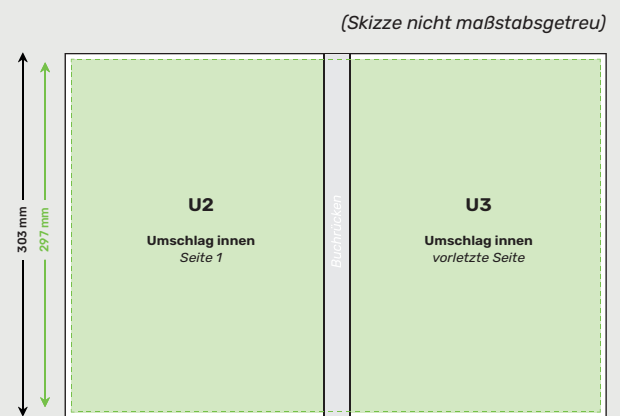 (Skizze nicht maßstabsgetreu)
303 mm
297 mm
U2
Umschlag innen
Seite 1
Buchrücken
U3
Umschlag innen
vorletzte Seite